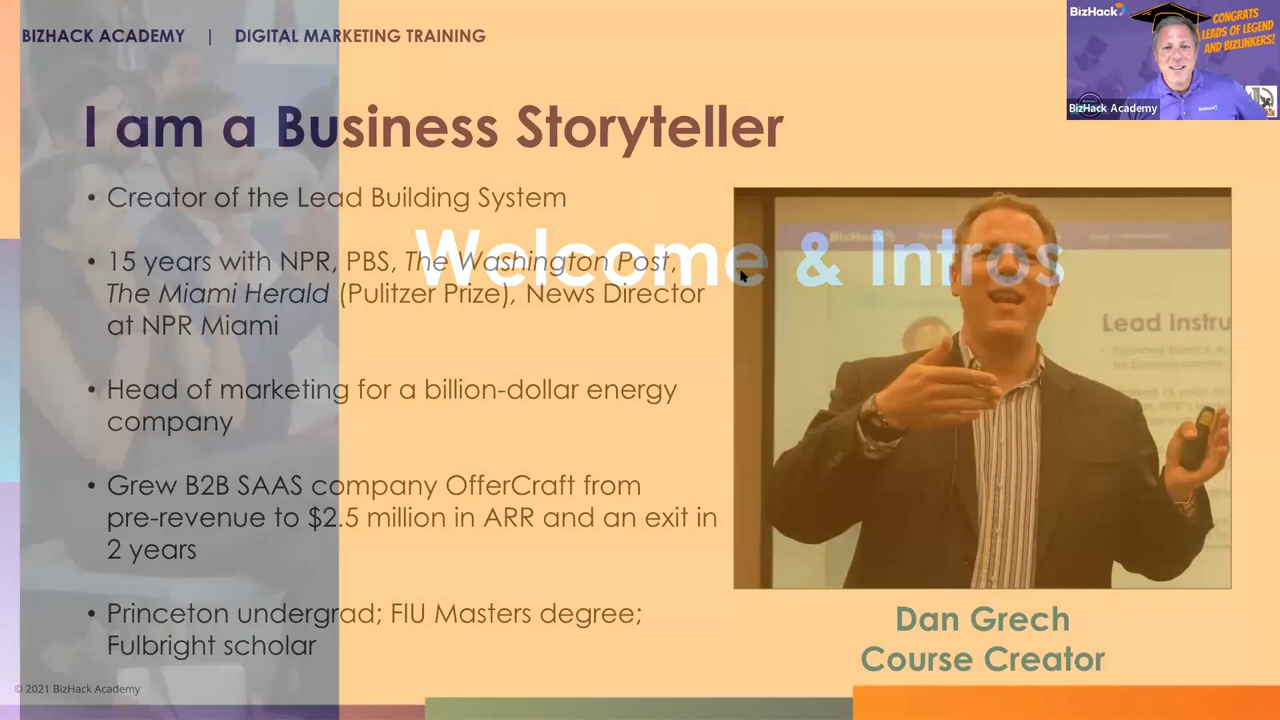 BIZHACK ACADEMY | DIGITAL MARKETING TRAINING
BizHack
CONGRATS
LEADS OF LEGEND
AND BIZLINKERS!
BizHack Academy
I am a Business Storyteller
• Creator of the Lead Building System
Welcome & Intros
• 15 years with NPR, PBS, The Washington Post,
The Miami Herald (Pulitzer Prize), News Director
at NPR Miami
• Head of marketing for a billion-dollar energy
company
• Grew B2B SAAS company OfferCraft from
pre-revenue to $2.5 million in ARR and an exit in
2 years
• Princeton undergrad; FIU Masters degree;
Fulbright scholar
BizHack
Lead Instru
Dan Grech
Course Creator
© 2021 BizHack Academy